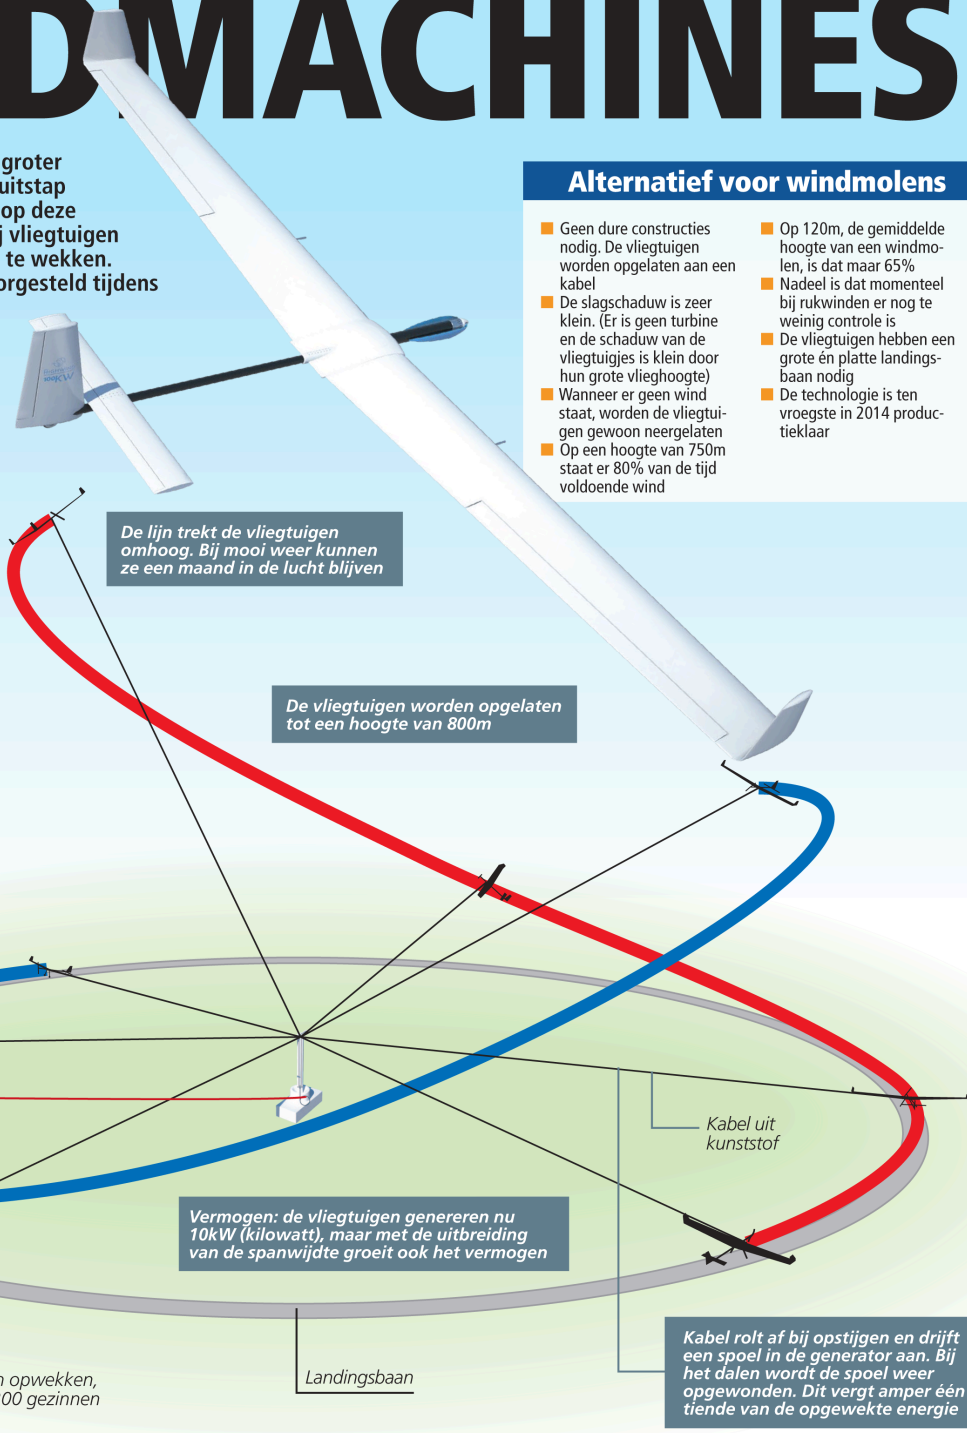 DMACHINES
groter
uitstap
op deze
j vliegtuigen
te wekken.
orgesteld tijdens
Alternatief voor windmolens
Geen dure constructies
nodig. De vliegtuigen
worden opgelaten aan een
kabel
De slagschaduw is zeer
klein. (Er is geen turbine
en de schaduw van de
vliegtuigjes is klein door
hun grote vlieghoogte)
Wanneer er geen wind
staat, worden de vliegtui-
gen gewoon neergelaten
Op een hoogte van 750m
staat er 80% van de tijd
voldoende wind
Op 120m, de gemiddelde
hoogte van een windmo-
len, is dat maar 65%
Nadeel is dat momenteel
bij rukwinden er nog te
weinig controle is
De vliegtuigen hebben een
grote én platte landings-
baan nodig
De technologie is ten
vroegste in 2014 produc-
tieklaar
100KW
De lijn trekt de vliegtuigen
omhoog. Bij mooi weer kunnen
ze een maand in de lucht blijven
De vliegtuigen worden opgelaten
tot een hoogte van 800m
Kabel uit
kunststof
Vermogen: de vliegtuigen genereren nu
10kW (kilowatt), maar met de uitbreiding
van de spanwijdte groeit ook het vermogen
Landingsbaan
n opwekken,
00 gezinnen
Kabel rolt af bij opstijgen en drijft
een spoel in de generator aan. Bij
het dalen wordt de spoel weer
opgewonden. Dit vergt amper één
tiende van de opgewekte energie